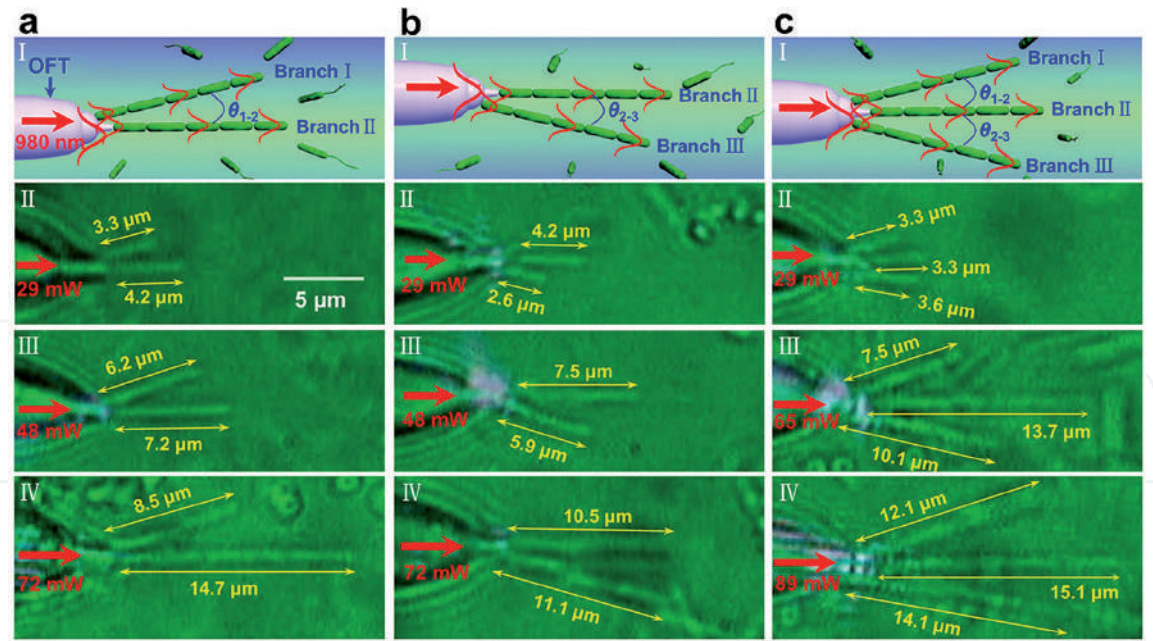 a
I
OFT
980 nm
Branch I
θ1-2
Branch II
II
3.3 μm
29 mW
4.2 μm
5 μm
III
6.2 μm
48 mW
7.2 μm
IV
8.5 μm
72 mW
14.7 μm
b
I
Branch II
θ2-3
Branch III
II
4.2 μm
29 mW
2.6 μm
III
7.5 μm
48 mW
5.9 μm
IV
10.5 μm
72 mW
11.1 μm
c
I
Branch I
θ1-2
Branch II
θ2-3
Branch III
II
3.3 μm
29 mW
3.3 μm
3.6 μm
III
7.5 μm
65 mW
13.7 μm
10.1 μm
IV
12.1 μm
89 mW
15.1 μm
14.1 μm